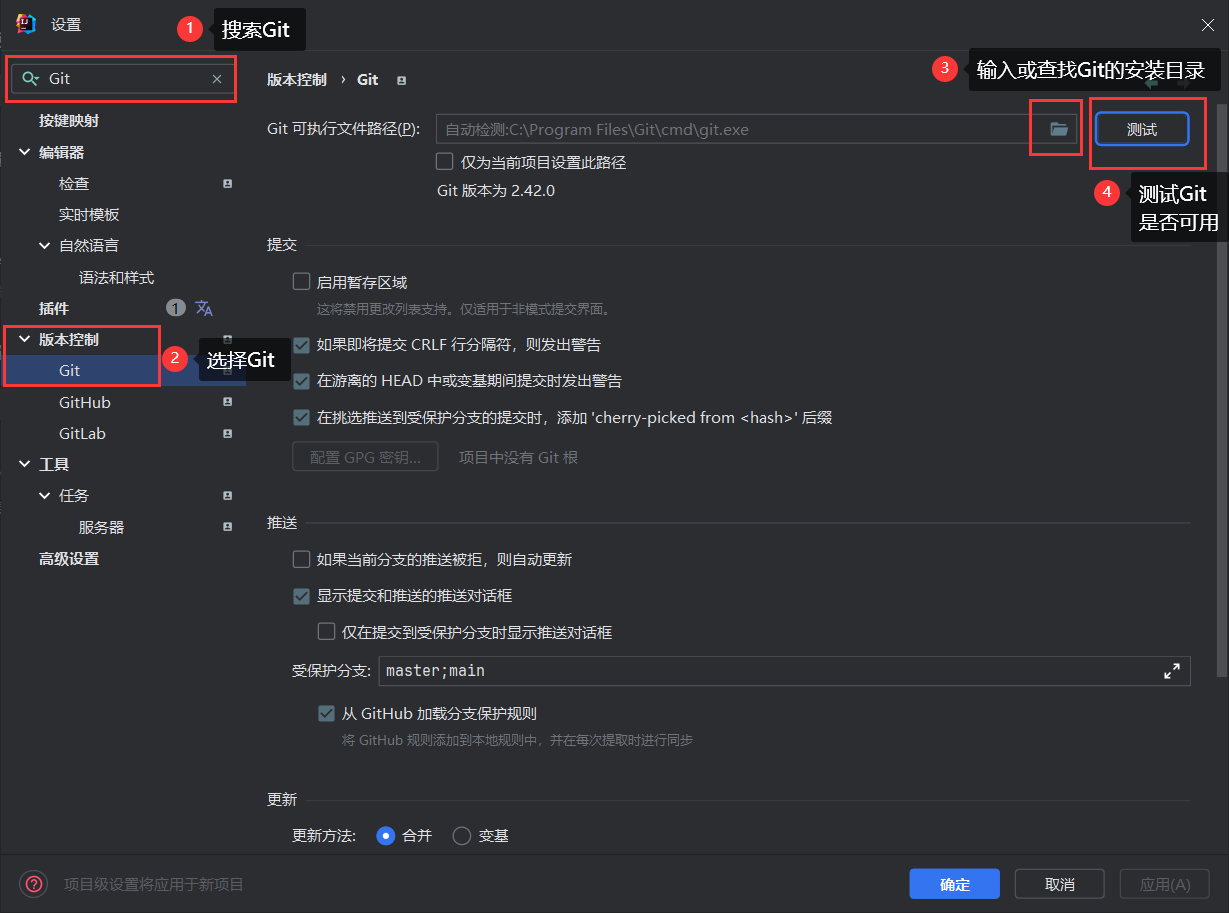 设置
1
搜索Git
Git
版本控制 › Git
3
输入或查找Git的安装目录
按键映射
编辑器
检查
实时模板
自然语言
语法和样式
插件
1
版本控制
Git
2
选择Git
GitHub
GitLab
工具
任务
服务器
高级设置
Git 可执行文件路径(P):
自动检测:C:\Program Files\Git\cmd\git.exe
测试
仅为当前项目设置此路径
Git 版本为 2.42.0
4
测试Git
是否可用
提交
启用暂存区域
这将禁用更改列表支持。仅适用于非模式提交界面。
如果即将提交 CRLF 行分隔符，则发出警告
在游离的 HEAD 中或变基期间提交时发出警告
在挑选推送到受保护分支的提交时，添加 'cherry-picked from <hash>' 后缀
配置 GPG 密钥...
项目中没有 Git 根
推送
如果当前分支的推送被拒，则自动更新
显示提交和推送的推送对话框
仅在提交到受保护分支时显示推送对话框
受保护分支: master;main
从 GitHub 加载分支保护规则
将 GitHub 规则添加到本地规则中，并在每次提取时进行同步
更新
更新方法: 合并 变基
?
项目级设置将应用于新项目
确定
取消
应用(A)